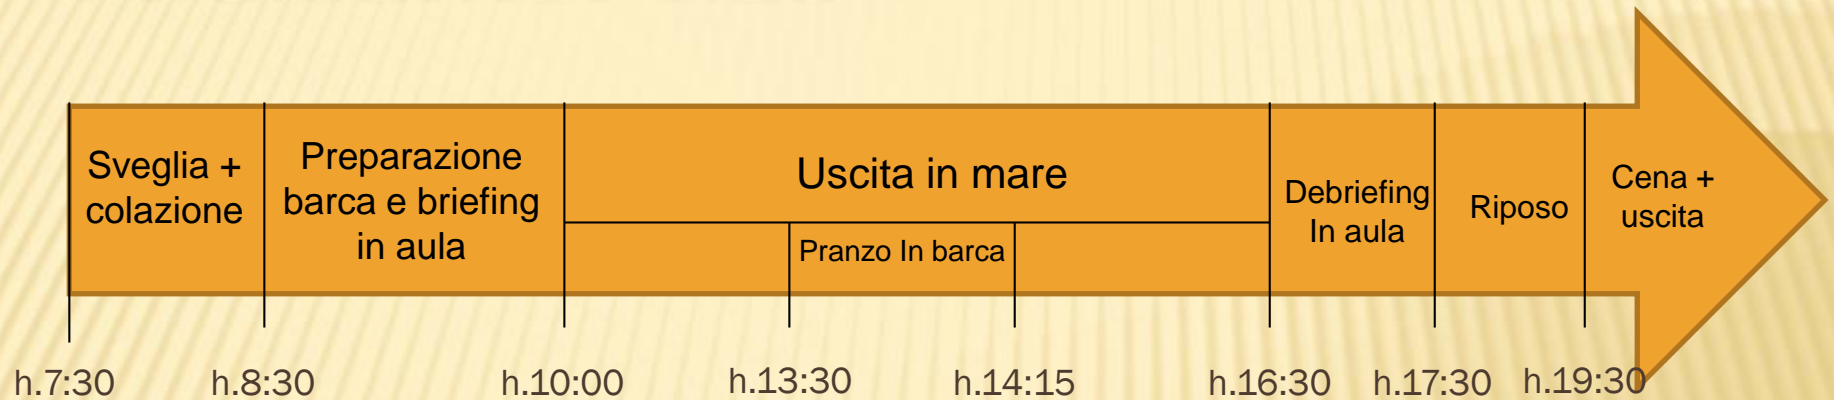 Sveglia +
colazione
Preparazione
barca e briefing
in aula
Uscita in mare
Pranzo In barca
Debriefing
In aula
Riposo
Cena +
uscita
h.7:30
h.8:30
h.10:00
h.13:30
h.14:15
h.16:30
h.17:30
h.19:30